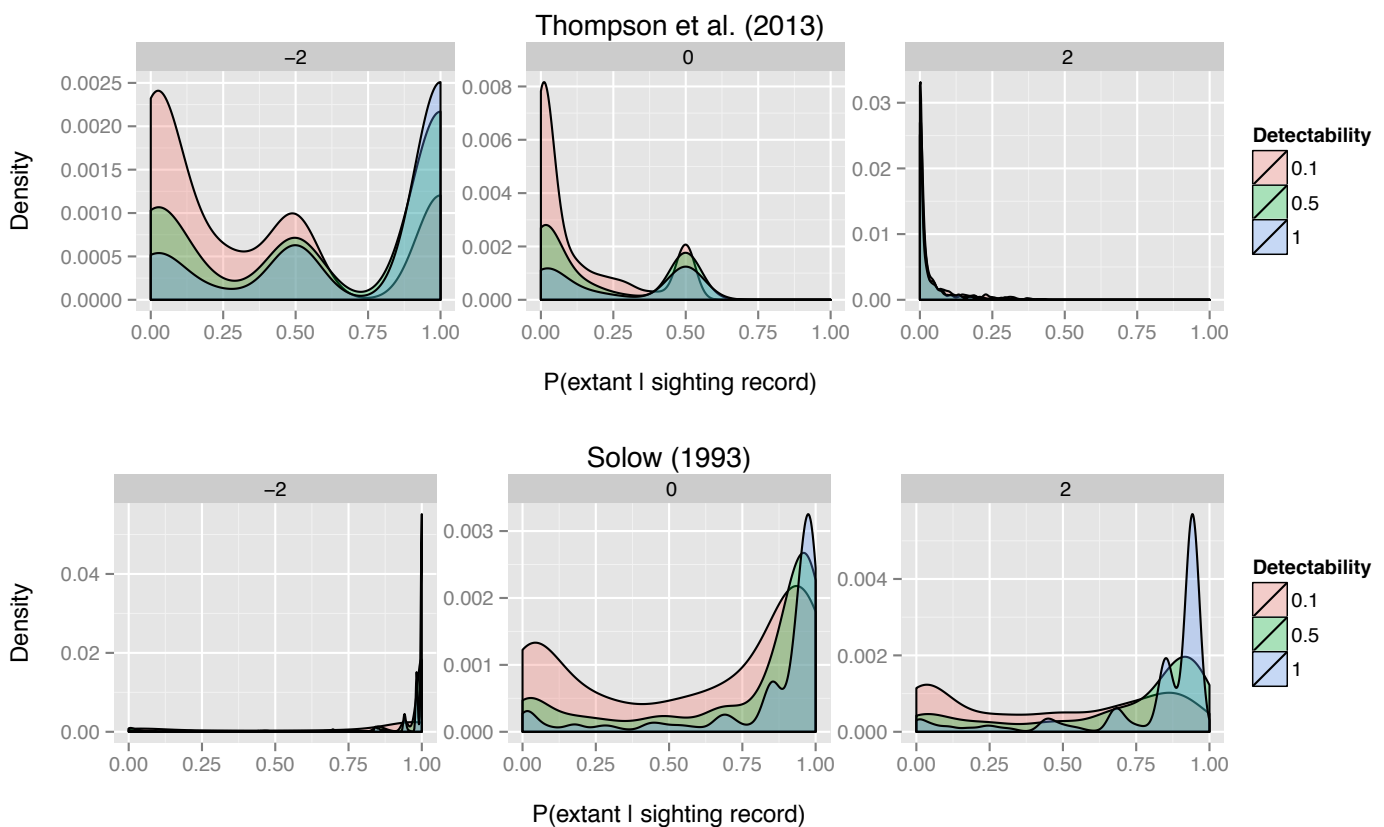 Thompson et al. (2013)
−2 0 2
0.0025
0.0020
0.0015
0.0010
0.0005
0.0000
0.008
0.006
0.004
0.002
0.000
0.03
0.02
0.01
0.00
Density
0.00 0.25 0.50 0.75 1.00
0.00 0.25 0.50 0.75 1.00
0.00 0.25 0.50 0.75 1.00
P(extant | sighting record)
Detectability
0.1
0.5
1
Solow (1993)
−2 0 2
0.04
0.02
0.00
0.003
0.002
0.001
0.000
0.004
0.002
0.000
Density
0.00 0.25 0.50 0.75 1.00
0.00 0.25 0.50 0.75 1.00
0.00 0.25 0.50 0.75 1.00
P(extant | sighting record)
Detectability
0.1
0.5
1